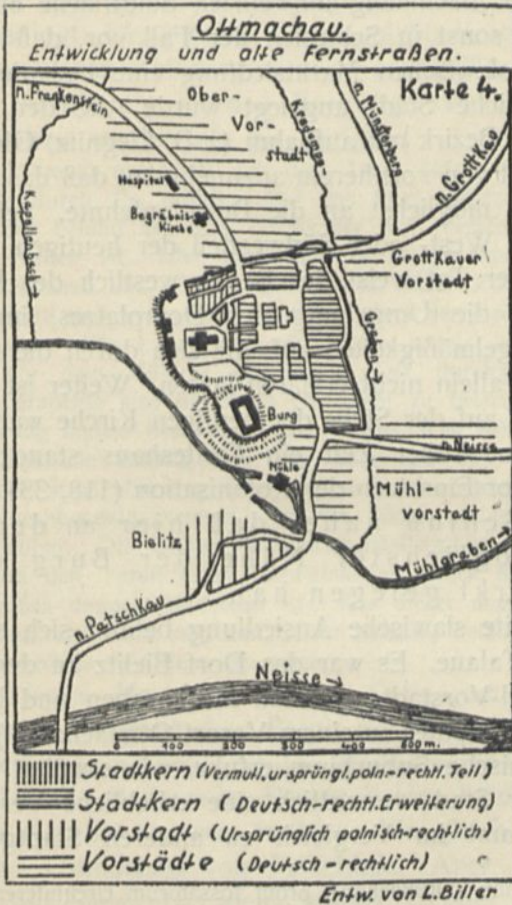 Ottmachau.
Entwicklung und alte Fernstraßen.
Karte 4.
n. Frankenstein
Ober-
Vor-
stadt
n. Münsterberg
n. Grottkau
Hospital
Begräbnis
Kirche
Grottkauer
Vorstadt
Burg
n. Neisse
Mühle
Mühl-
vorstadt
Bielitz
Mühlgraben
n. Patschkau
Neisse
0 100 200 300 400 500 m.
Stadtkern (Vermutl. ursprüngl. poln.-rechtl. Teil)
Stadtkern (Deutsch-rechtl. Erweiterung)
Vorstadt (Ursprünglich polnisch-rechtlich)
Vorstädte (Deutsch-rechtlich)
Entw. von L. Biller